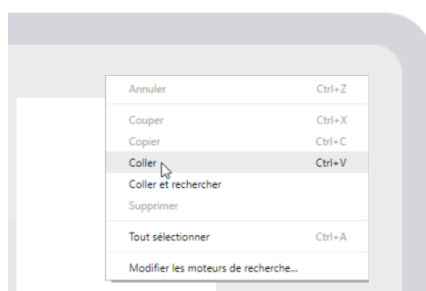 Annuler Ctrl+Z
Couper Ctrl+X
Copier Ctrl+C
Coller Ctrl+V
Coller et rechercher
Supprimer
Tout sélectionner Ctrl+A
Modifier les moteurs de recherche...